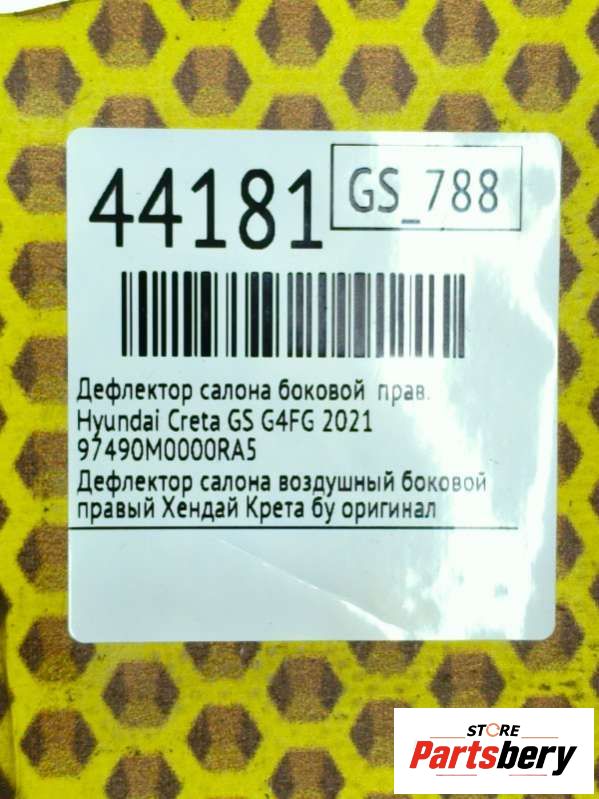 44181
GS_788
Дефлектор салона боковой прав.
Hyundai Creta GS G4FG 2021
97490M0000RA5
Дефлектор салона воздушный боковой
правый Хендай Крета бу оригинал
STORE
Partsbery